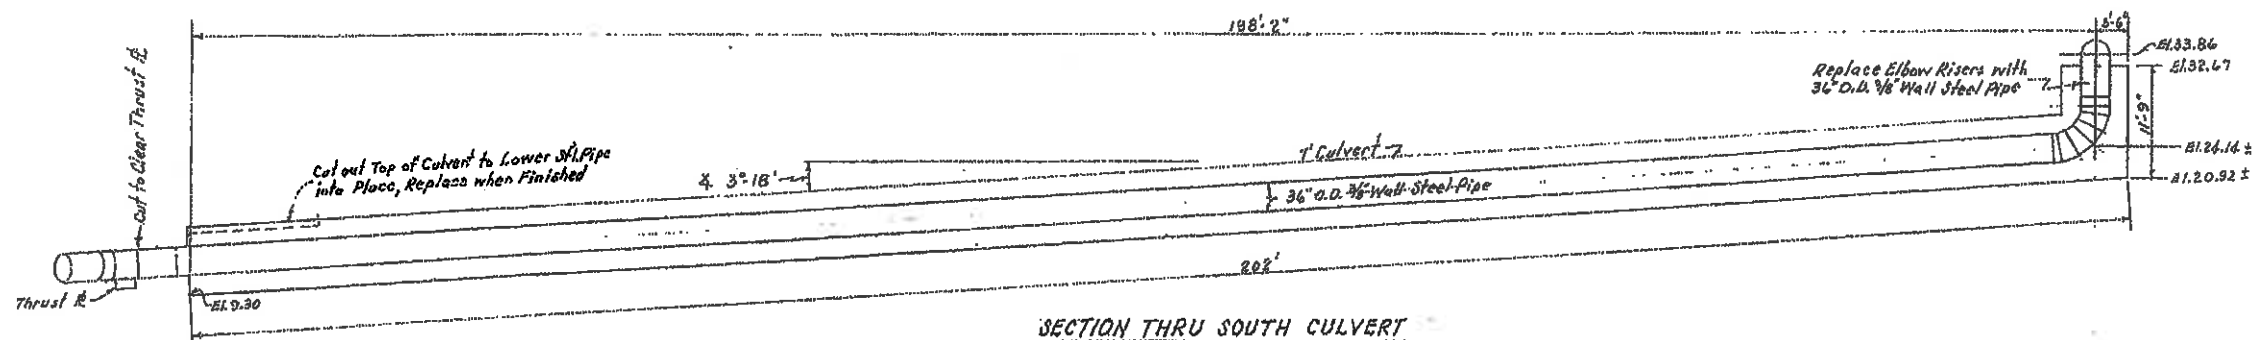 198'-2"
3'-6"
El.33.86
El.32.67
Replace Elbow Risers with
36" O.D. 3/8" Wall Steel Pipe
11'-9"
Cut to Clear Thrust ℞
Cut out Top of Culvert to Lower Stl. Pipe
into Place, Replace when Finished
∡ 3°-18'
7' Culvert
El.24.14 ±
El.20.92 ±
36" O.D. 3/8" Wall Steel Pipe
202'
Thrust ℞
El.9.30
SECTION THRU SOUTH CULVERT